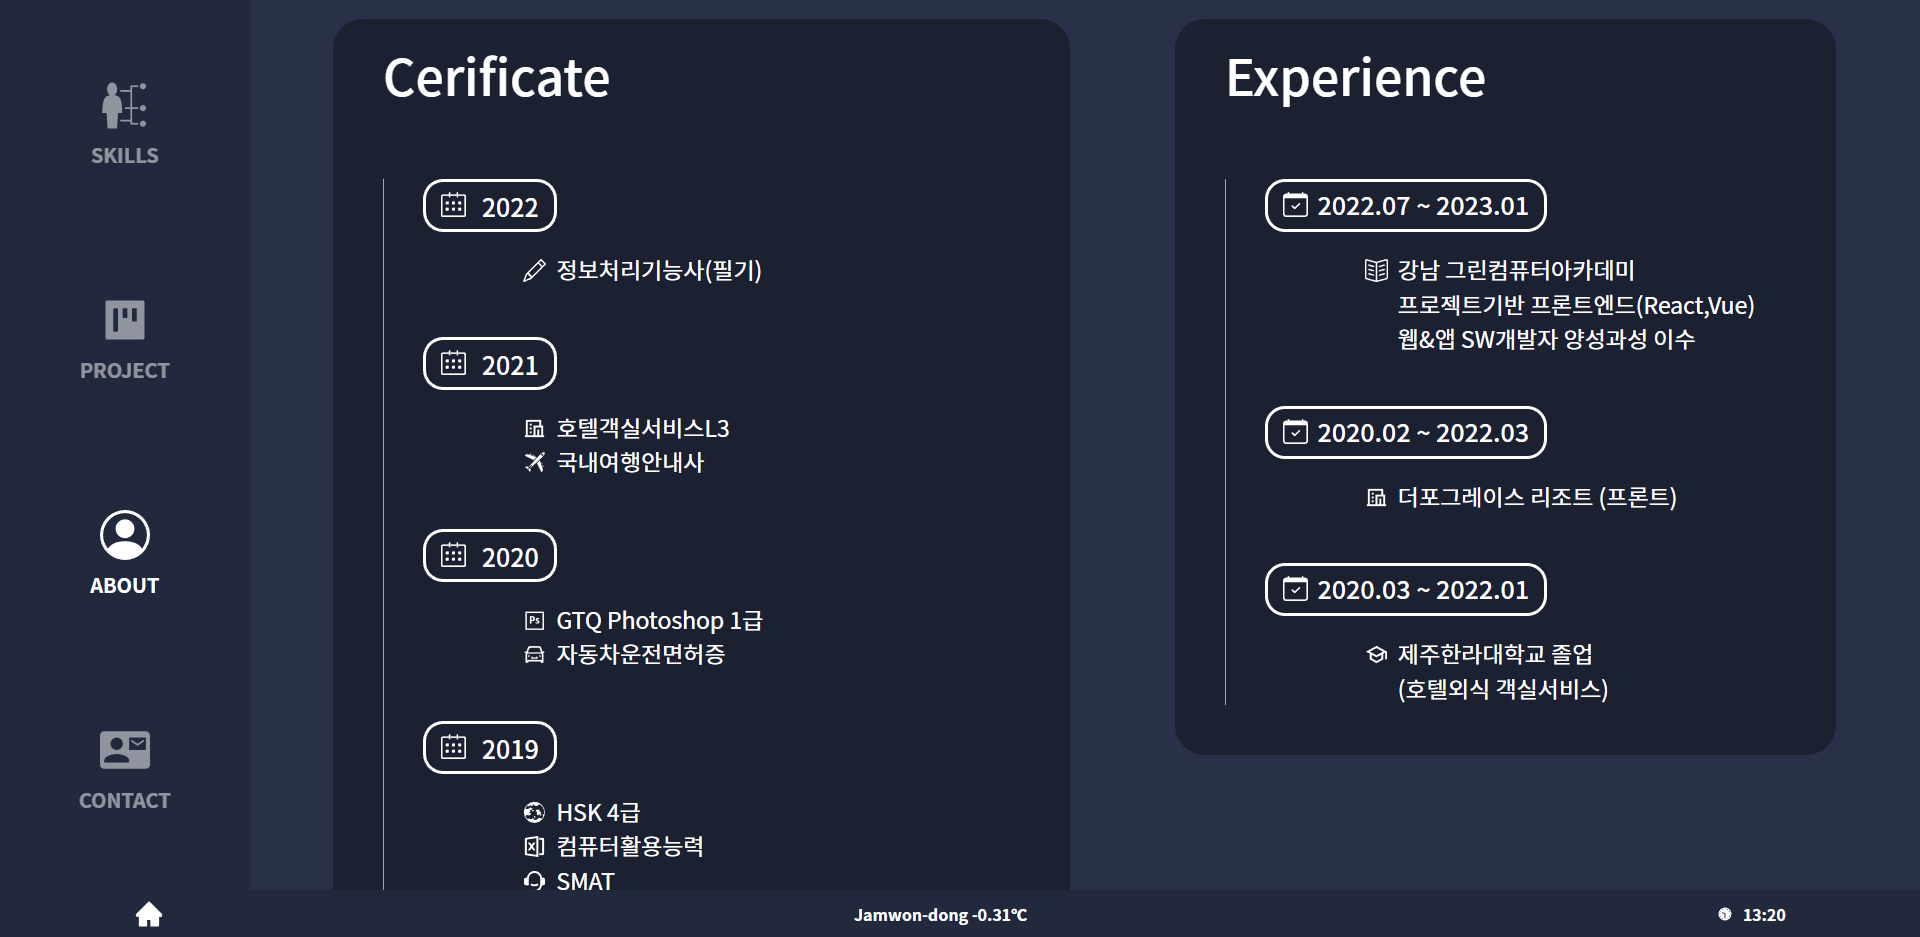 SKILLS
PROJECT
ABOUT
CONTACT
Cerificate
2022
정보처리기능사(필기)
2021
호텔객실서비스L3
국내여행안내사
2020
Ps
GTQ Photoshop 1급
자동차운전면허증
2019
HSK 4급
컴퓨터활용능력
SMAT
Experience
2022.07 ~ 2023.01
강남 그린컴퓨터아카데미
프로젝트기반 프론트엔드(React,Vue)
웹&앱 SW개발자 양성과성 이수
2020.02 ~ 2022.03
더포그레이스 리조트 (프론트)
2020.03 ~ 2022.01
제주한라대학교 졸업
(호텔외식 객실서비스)
Jamwon-dong -0.31℃
13:20